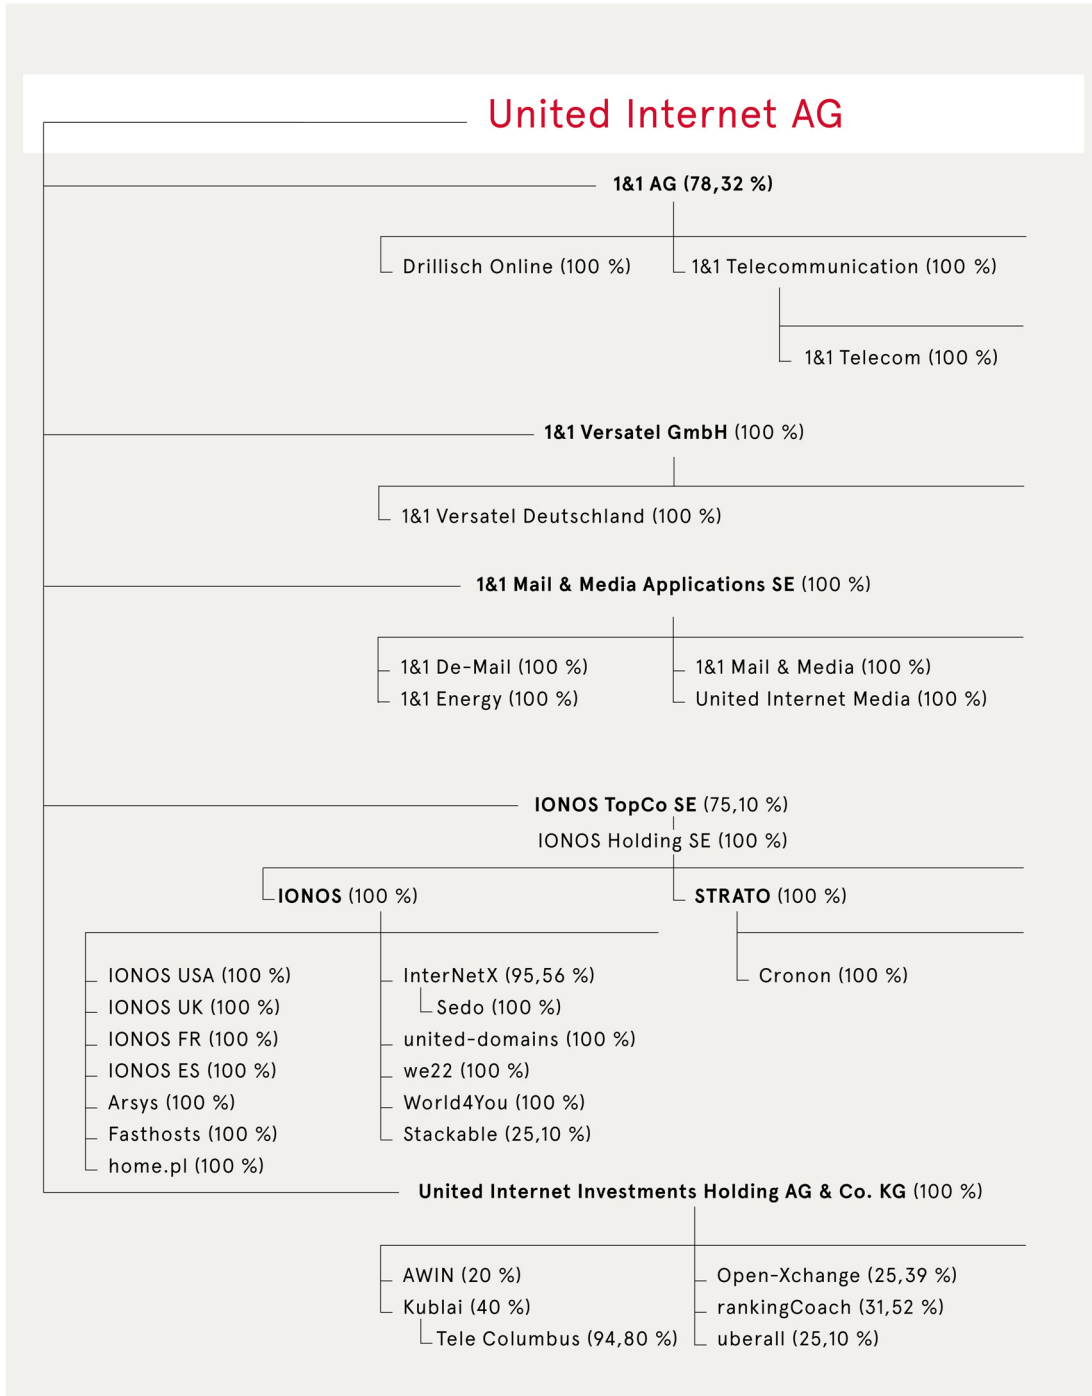 United Internet AG
1&1 AG (78,32 %)
Drillisch Online (100 %)
1&1 Telecommunication (100 %)
1&1 Telecom (100 %)
1&1 Versatel GmbH (100 %)
1&1 Versatel Deutschland (100 %)
1&1 Mail & Media Applications SE (100 %)
1&1 De-Mail (100 %)
1&1 Energy (100 %)
1&1 Mail & Media (100 %)
United Internet Media (100 %)
IONOS TopCo SE (75,10 %)
IONOS Holding SE (100 %)
IONOS (100 %)
STRATO (100 %)
IONOS USA (100 %)
IONOS UK (100 %)
IONOS FR (100 %)
IONOS ES (100 %)
Arsys (100 %)
Fasthosts (100 %)
home.pl (100 %)
InterNetX (95,56 %)
Sedo (100 %)
united-domains (100 %)
we22 (100 %)
World4You (100 %)
Stackable (25,10 %)
Cronon (100 %)
United Internet Investments Holding AG & Co. KG (100 %)
AWIN (20 %)
Kublai (40 %)
Tele Columbus (94,80 %)
Open-Xchange (25,39 %)
rankingCoach (31,52 %)
uberall (25,10 %)